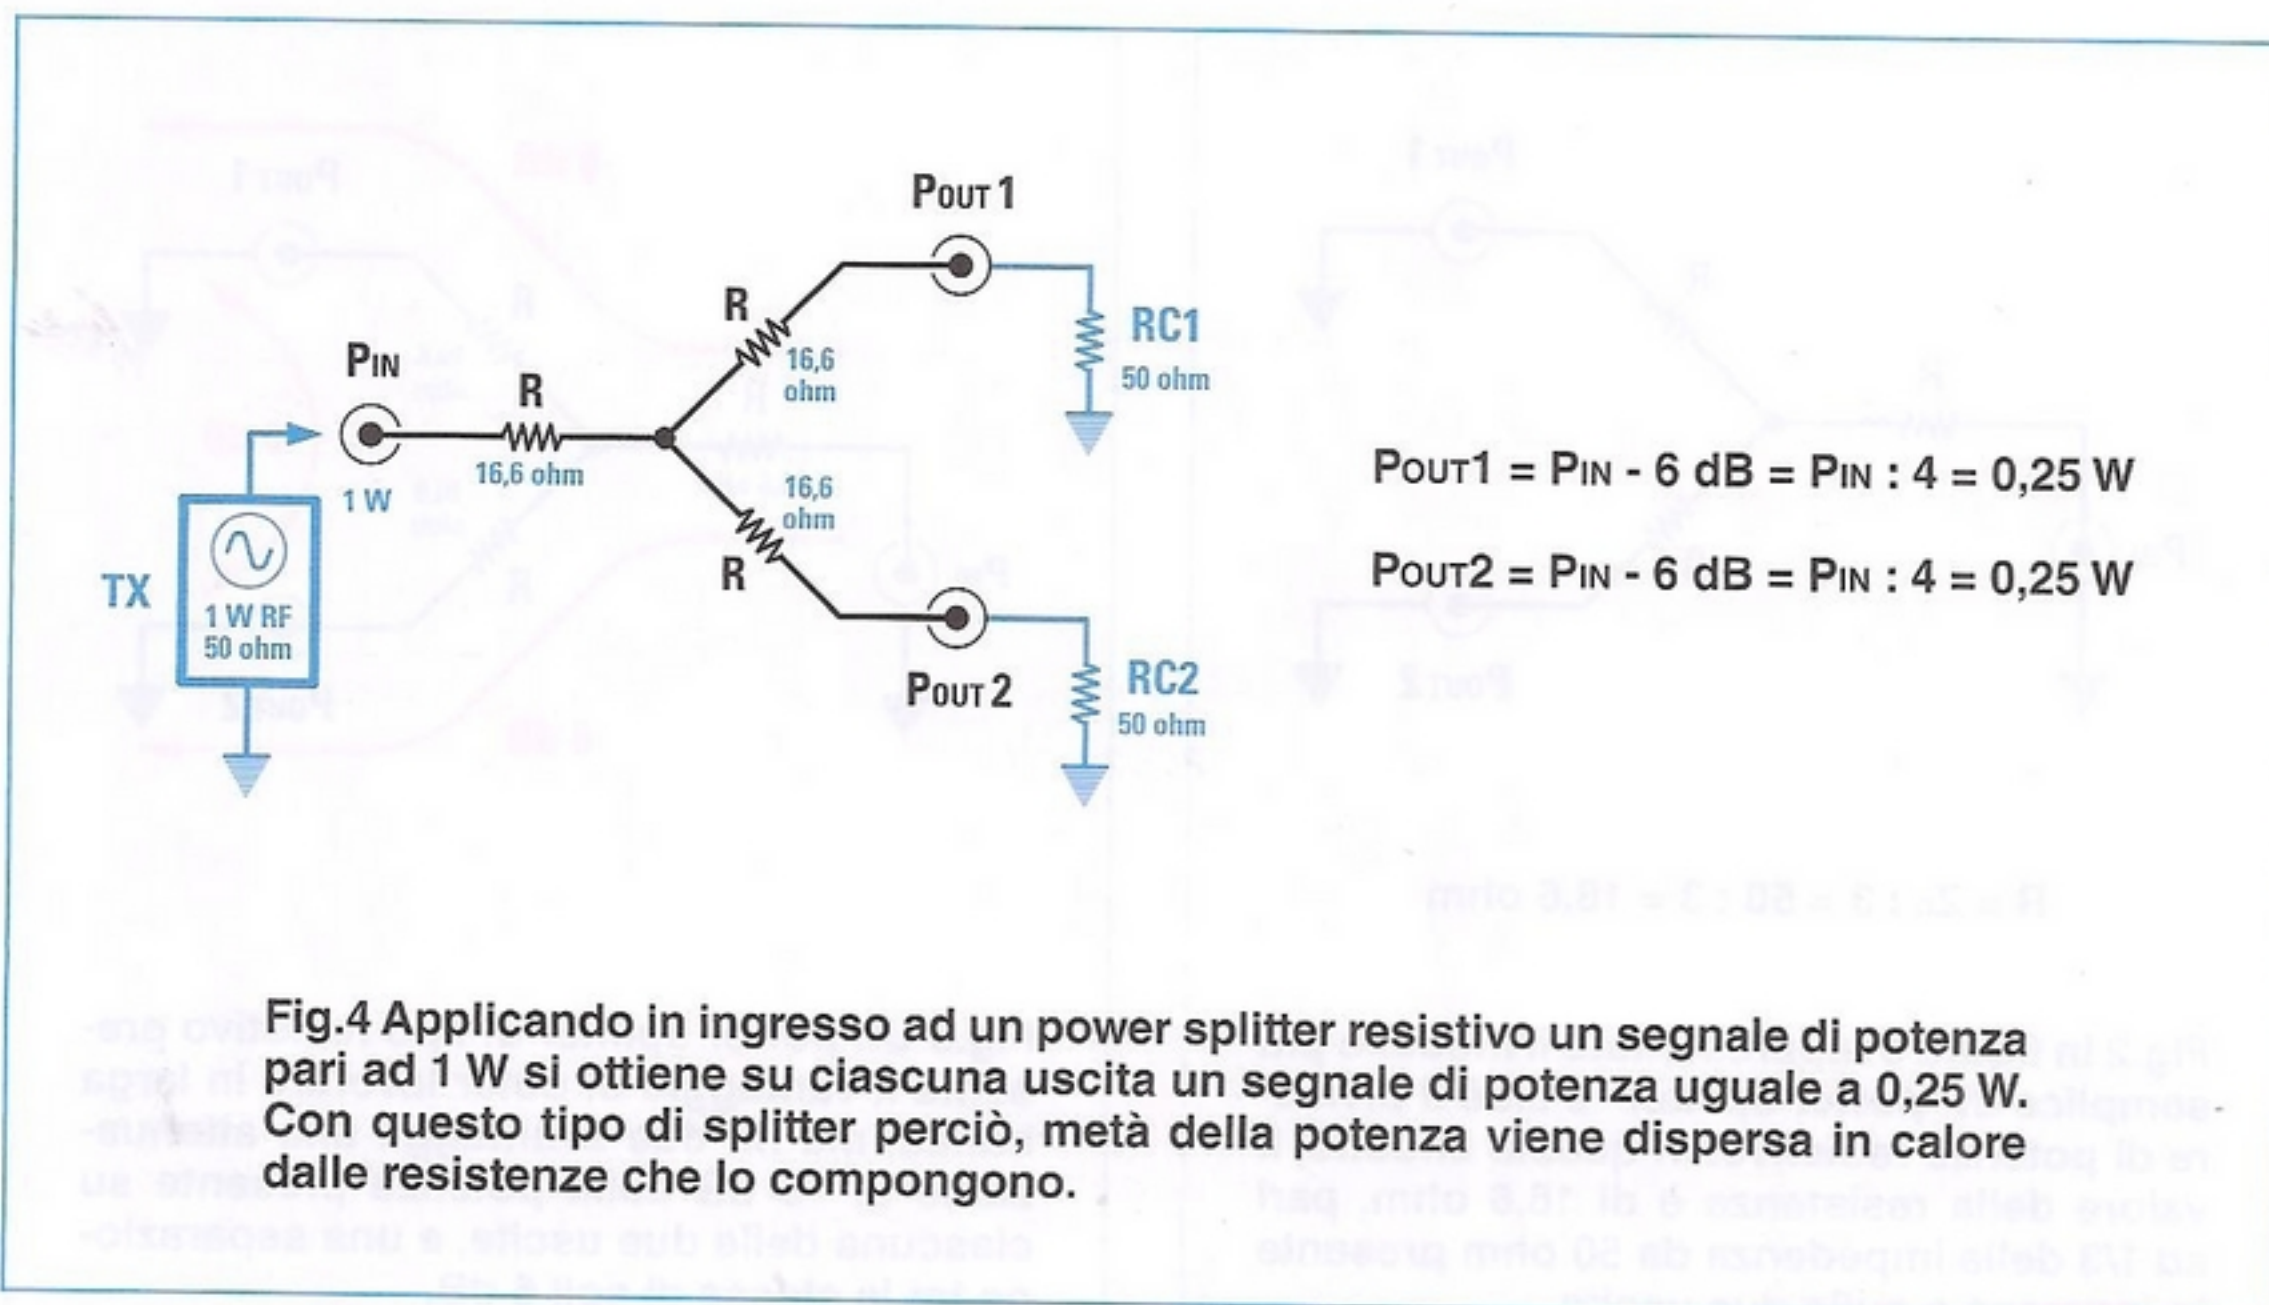 POUT 1
R
16,6
ohm
RC1
50 ohm
PIN
R
16,6 ohm
1 W
TX
1 W RF
50 ohm
16,6
ohm
R
POUT 2
RC2
50 ohm
POUT1 = PIN - 6 dB = PIN : 4 = 0,25 W
POUT2 = PIN - 6 dB = PIN : 4 = 0,25 W
Fig.4 Applicando in ingresso ad un power splitter resistivo un segnale di potenza
pari ad 1 W si ottiene su ciascuna uscita un segnale di potenza uguale a 0,25 W.
Con questo tipo di splitter perciò, metà della potenza viene dispersa in calore
dalle resistenze che lo compongono.